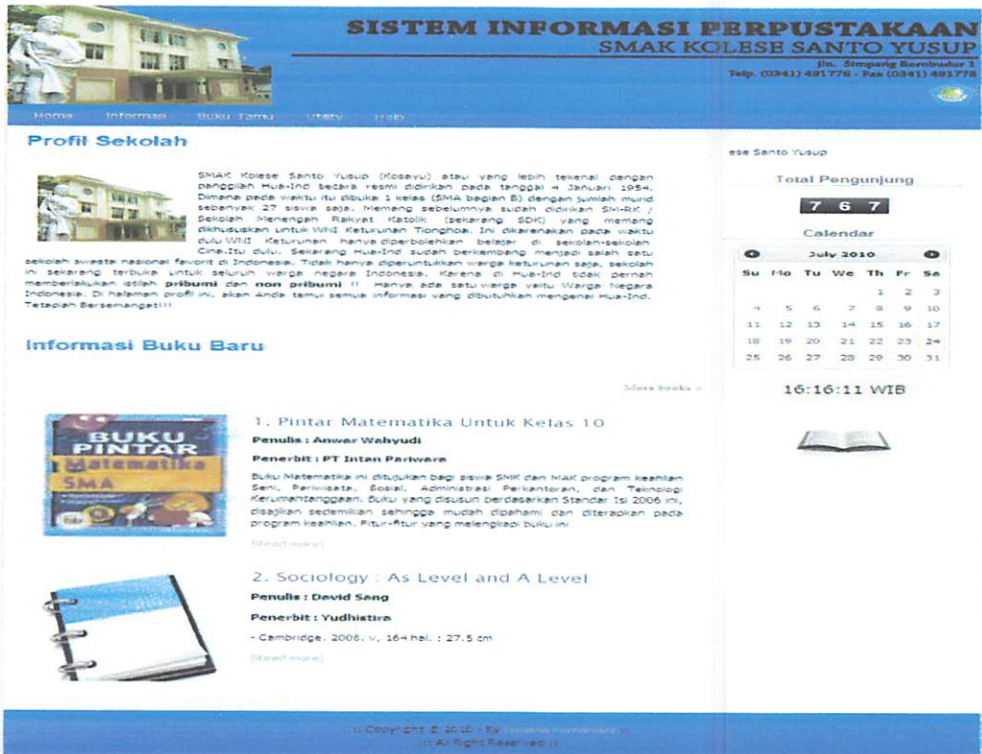 SISTEM INFORMASI PERPUSTAKAAN
SMAK KOLESE SANTO YUSUP
Jln. Simpang Borobudur 1
Telp. (0341) 491776 - Fax (0341) 491778
Home Informasi Buku Tamu Utility Help
Profil Sekolah
SMAK Kolese Santo Yusup (Kosayu) atau yang lebih terkenal dengan
panggilan Hua-Ind secara resmi didirikan pada tanggal 4 Januari 1954.
Dimana pada waktu itu dibuka 1 kelas (SMA bagian B) dengan jumlah murid
sebanyak 27 siswa saja. Memang sebelumnya sudah didirikan SM-RK /
Sekolah Menengah Rakyat Katolik (sekarang SDK) yang memang
dikhususkan untuk WNI Keturunan Tionghoa. Ini dikarenakan pada waktu
dulu WNI Keturunan hanya diperbolehkan belajar di sekolah-sekolah
Cina.Itu dulu, Sekarang Hua-Ind sudah berkembang menjadi salah satu
sekolah swasta nasional favorit di Indonesia. Tidak hanya diperuntukkan warga keturunan saja, sekolah
ini sekarang terbuka untuk seluruh warga negara Indonesia. Karena di Hua-Ind tidak pernah
memberlakukan istilah pribumi dan non pribumi !! Hanya ada satu warga yaitu Warga Negara
Indonesia. Di halaman profil ini, akan Anda temui semua informasi yang dibutuhkan mengenai Hua-Ind.
Tetaplah Bersemangat!!!
Informasi Buku Baru
More books »
BUKU
PINTAR
Matematika
SMA
1. Pintar Matematika Untuk Kelas 10
Penulis : Anwar Wahyudi
Penerbit : PT Intan Pariwara
Buku Matematika ini ditujukan bagi siswa SMK dan MAK program keahlian
Seni, Pariwisata, Sosial, Administrasi Perkantoran, dan Teknologi
Kerumahtanggaan. Buku yang disusun berdasarkan Standar Isi 2006 ini,
disajikan sedemikian sehingga mudah dipahami dan diterapkan pada
program keahlian. Fitur-fitur yang melengkapi buku ini
[Read more]
2. Sociology : As Level and A Level
Penulis : David Sang
Penerbit : Yudhistira
- Cambridge, 2008. v, 164 hal. ; 27.5 cm
[Read more]
ese Santo Yusup
Total Pengunjung
7 6 7
Calendar
July 2010
Su Mo Tu We Th Fr Sa
1 2 3
4 5 6 7 8 9 10
11 12 13 14 15 16 17
18 19 20 21 22 23 24
25 26 27 28 29 30 31
16:16:11 WIB
:: Copyright © 2010 - By
::: All Right Reserved :::